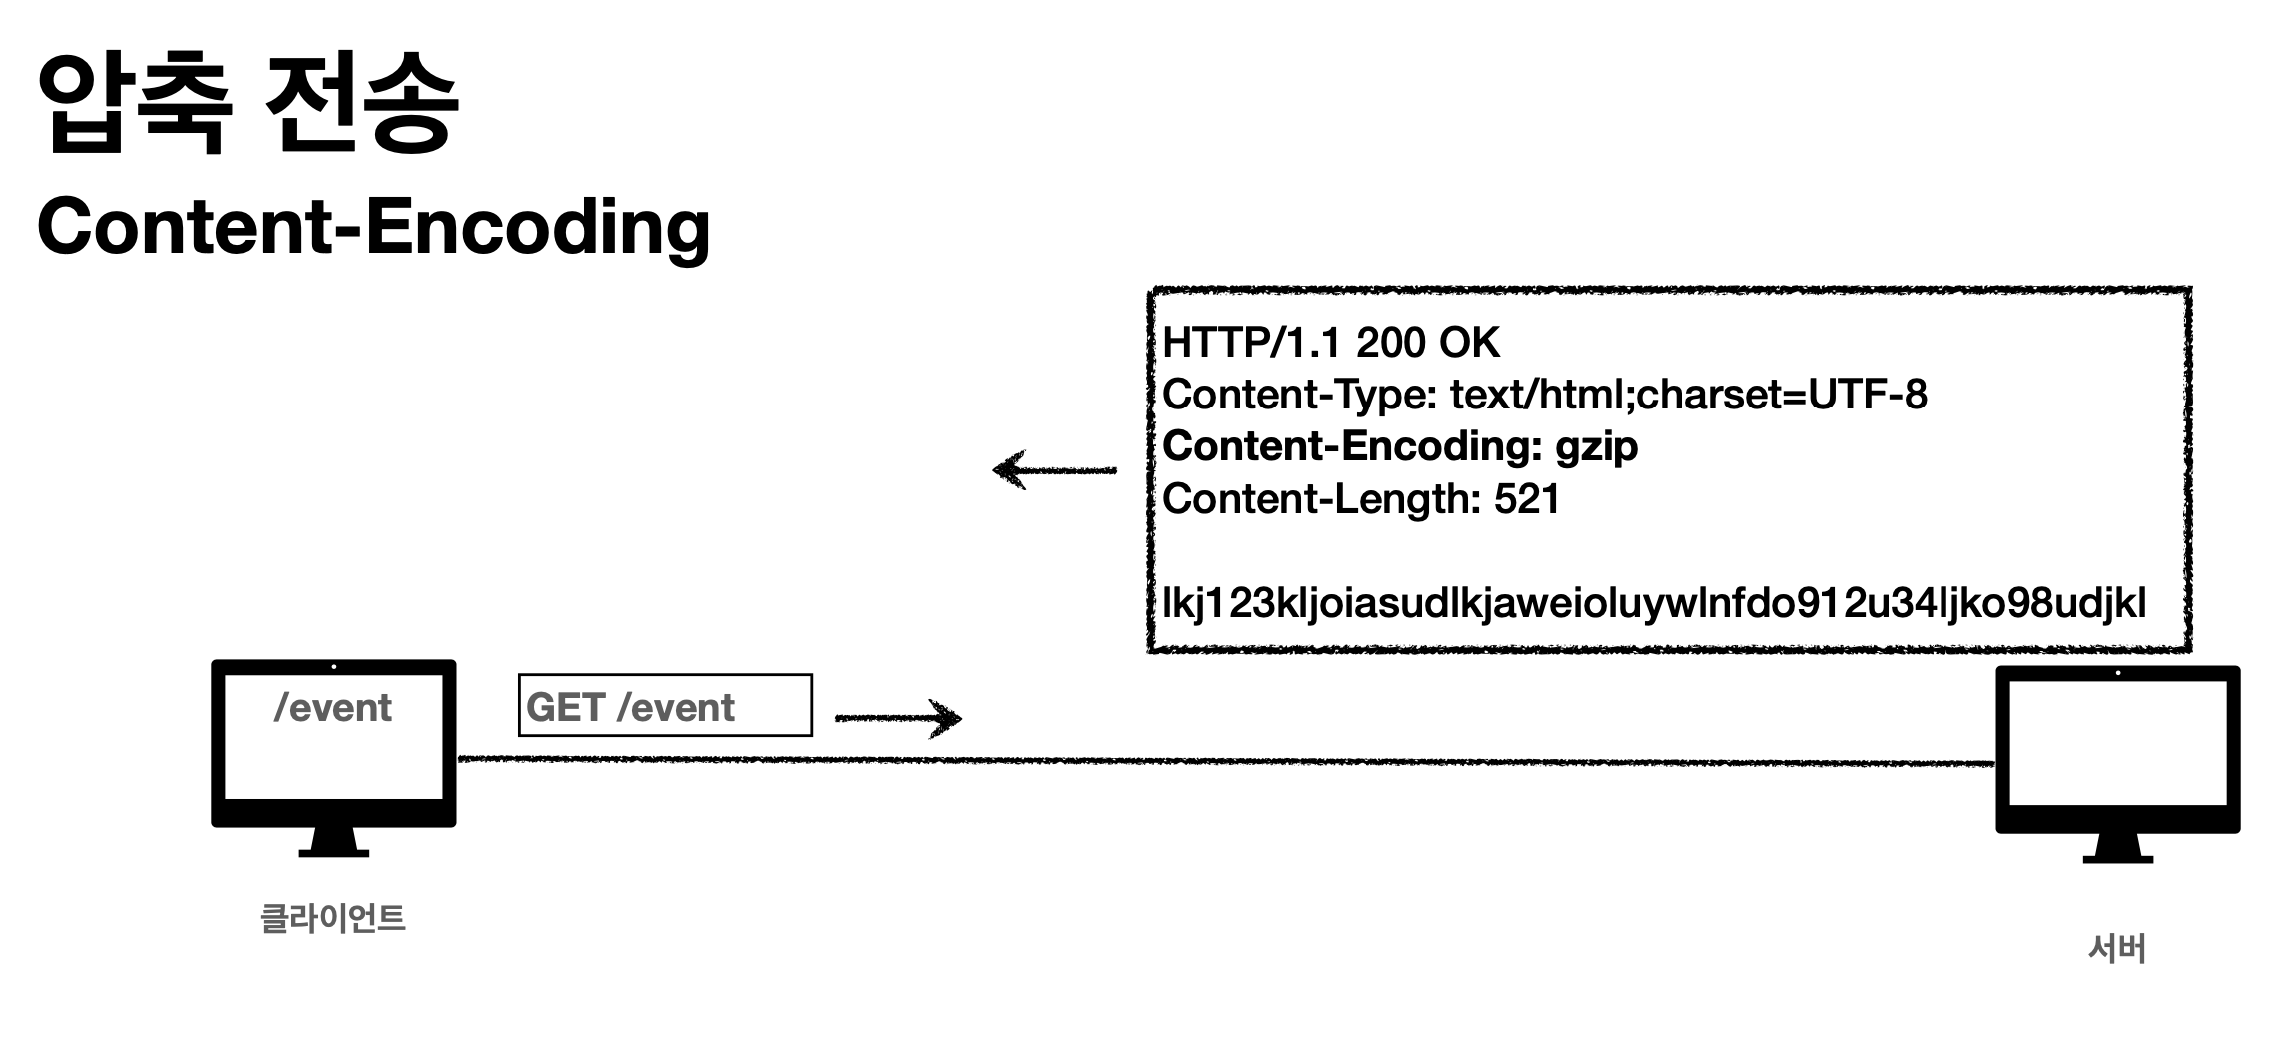 압축 전송
Content-Encoding
HTTP/1.1 200 OK
Content-Type: text/html;charset=UTF-8
Content-Encoding: gzip
Content-Length: 521
lkj123kljoiasudlkjaweioluywlnfdo912u34ljko98udjkl
/event
GET /event
클라이언트
서버